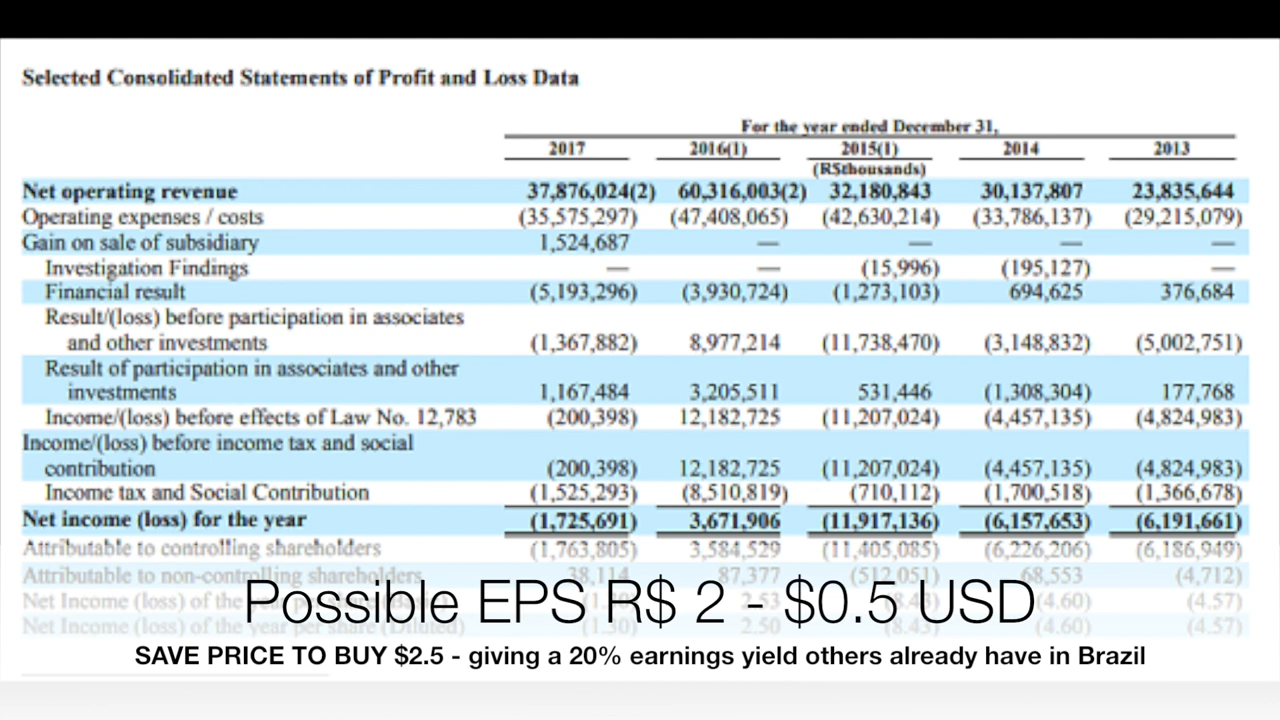 Selected Consolidated Statements of Profit and Loss Data
For the year ended December 31,
2017 2016(1) 2015(1) 2014 2013
(R$thousands)
Net operating revenue 37,876,024(2) 60,316,003(2) 32,180,843 30,137,807 23,835,644
Operating expenses / costs (35,575,297) (47,408,065) (42,630,214) (33,786,137) (29,215,079)
Gain on sale of subsidiary 1,524,687 — — — —
Investigation Findings — — (15,996) (195,127) —
Financial result (5,193,296) (3,930,724) (1,273,103) 694,625 376,684
Result/(loss) before participation in associates
and other investments (1,367,882) 8,977,214 (11,738,470) (3,148,832) (5,002,751)
Result of participation in associates and other
investments 1,167,484 3,205,511 531,446 (1,308,304) 177,768
Income/(loss) before effects of Law No. 12,783 (200,398) 12,182,725 (11,207,024) (4,457,135) (4,824,983)
Income/(loss) before income tax and social
contribution (200,398) 12,182,725 (11,207,024) (4,457,135) (4,824,983)
Income tax and Social Contribution (1,525,293) (8,510,819) (710,112) (1,700,518) (1,366,678)
Net income (loss) for the year (1,725,691) 3,671,906 (11,917,136) (6,157,653) (6,191,661)
Attributable to controlling shareholders (1,763,805) 3,584,529 (11,405,085) (6,226,206) (6,186,949)
Attributable to non-controlling shareholders 38,114 87,377 (512,051) 68,553 (4,712)
Net Income (loss) of the 2.53 (4.60) (4.57)
Net Income (loss) of the year per share (Diluted) (1.30) 2.50 (8.43) (4.60) (4.57)
Possible EPS R$ 2 - $0.5 USD
SAVE PRICE TO BUY $2.5 - giving a 20% earnings yield others already have in Brazil